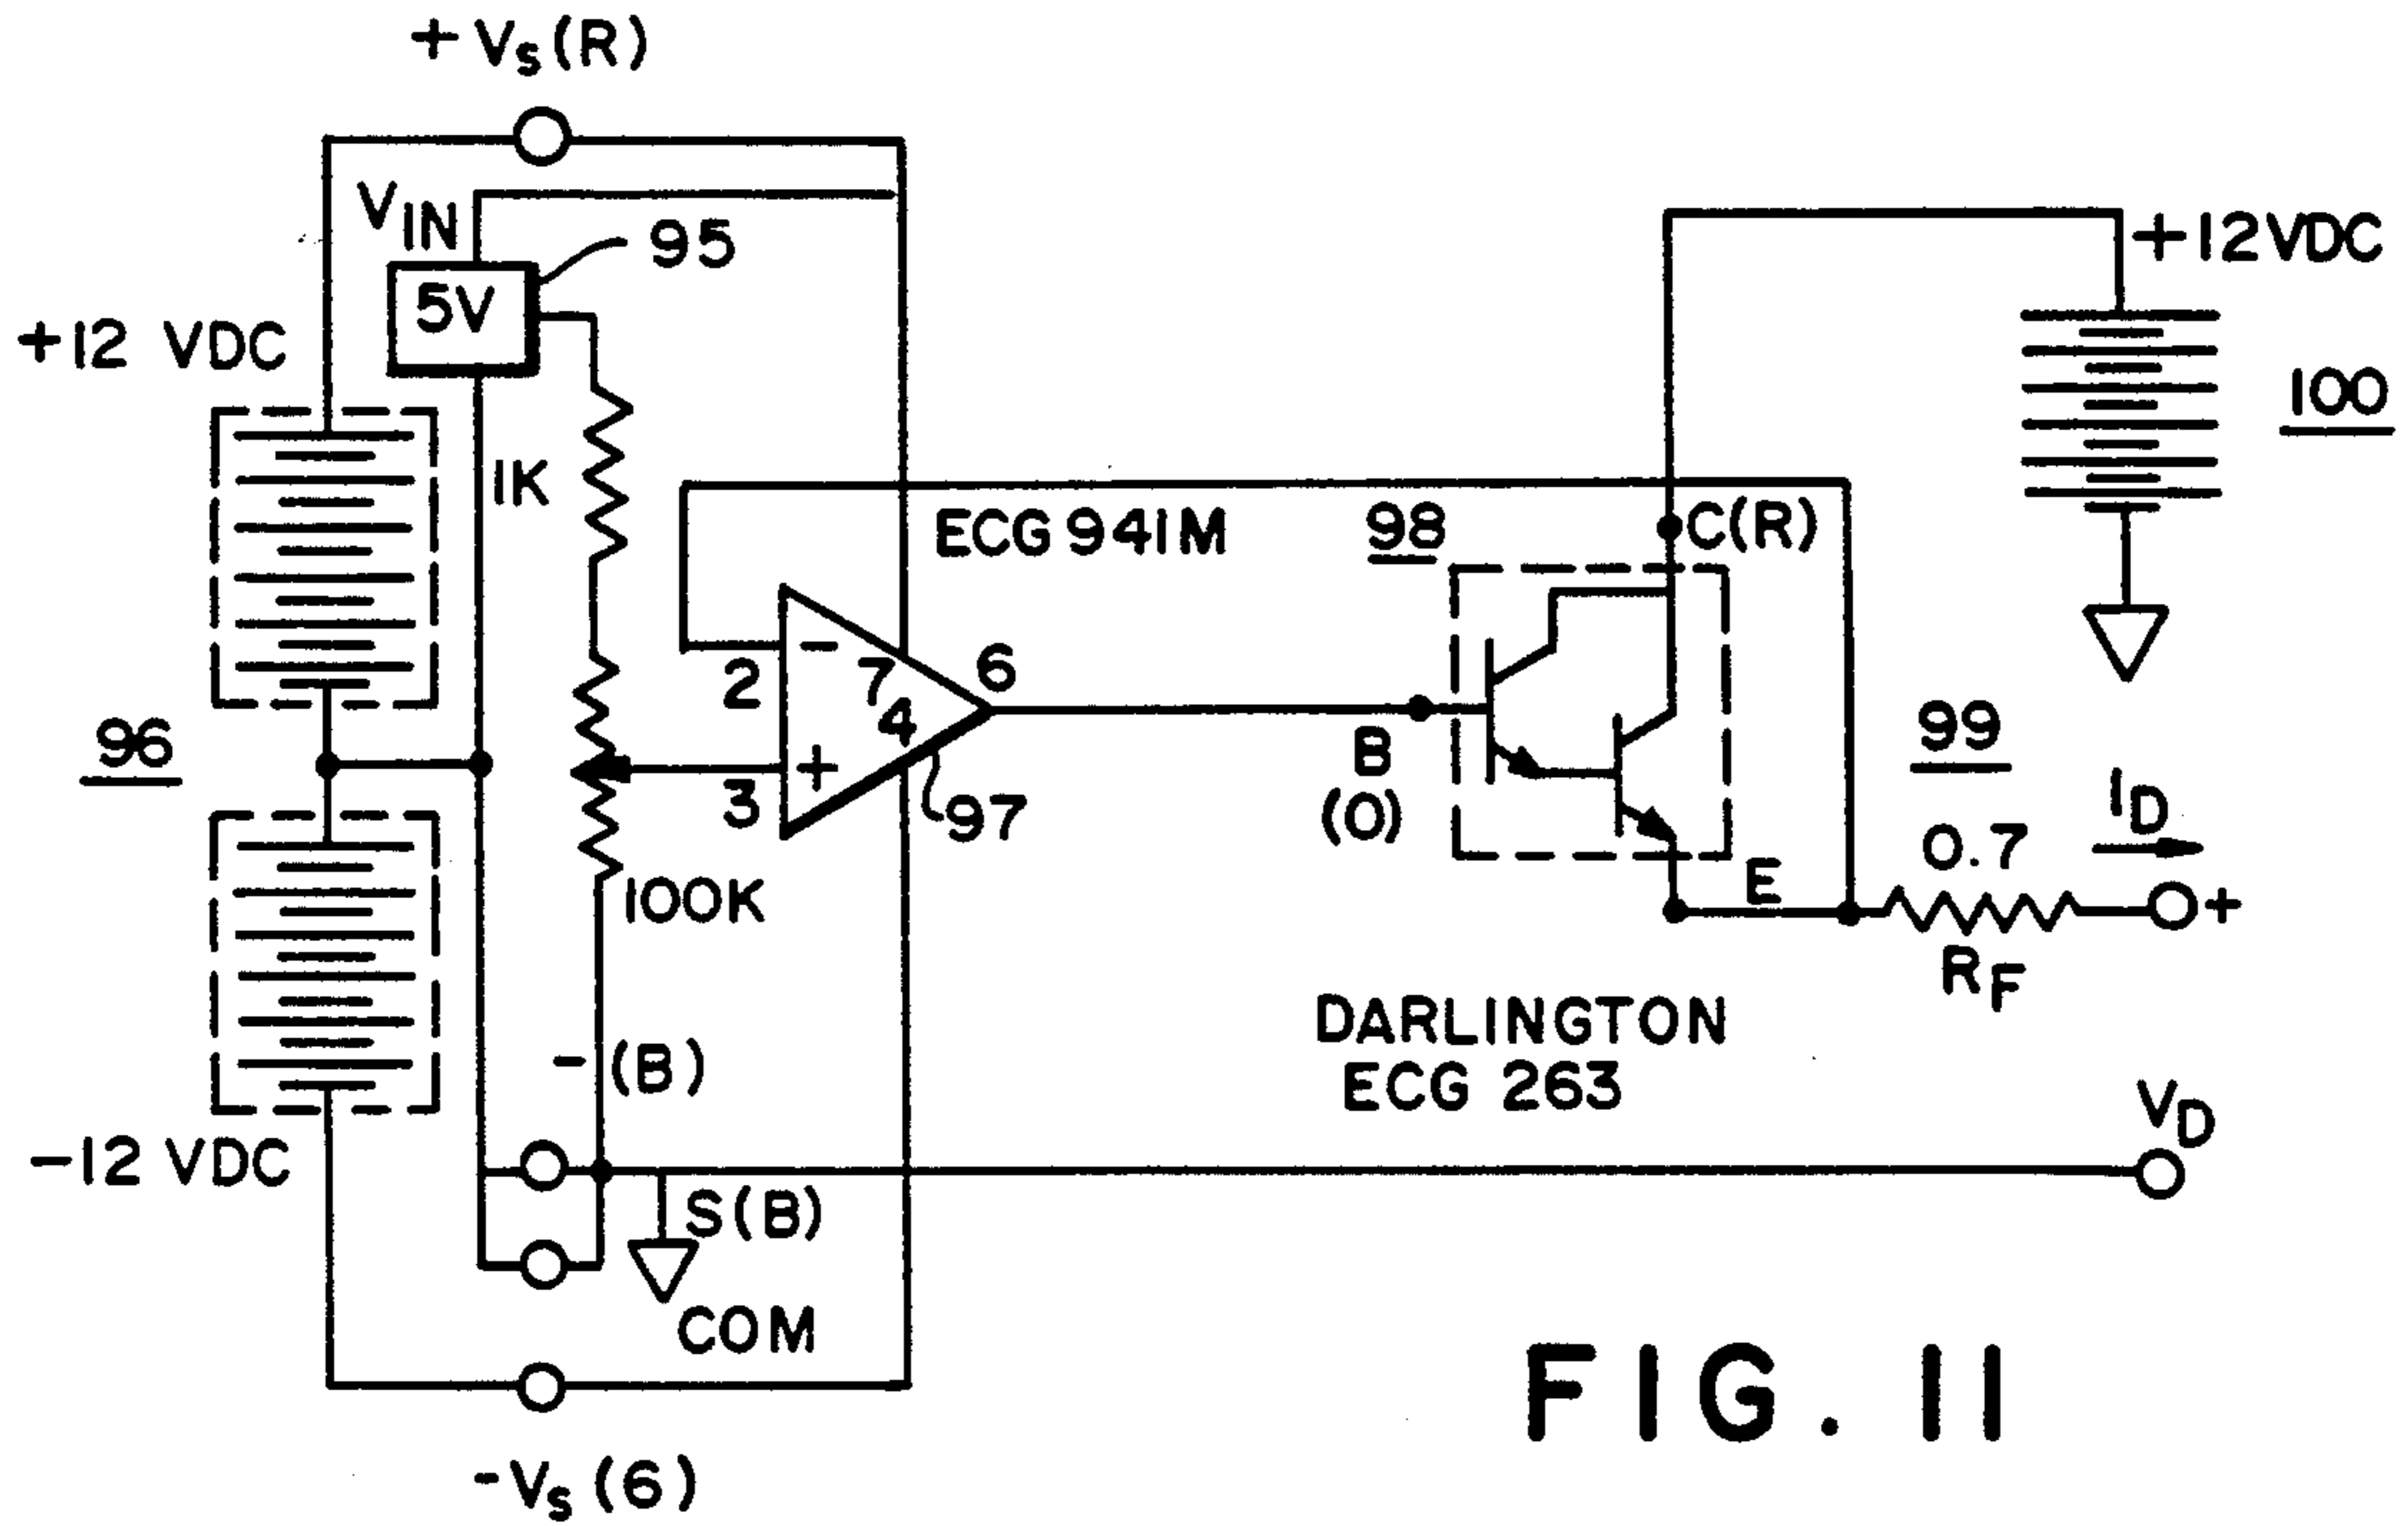 +VS(R)
VIN
95
5V
+12 VDC
+12VDC
100
1K
ECG 941M
98
C(R)
2
-
7
6
4
3
+
97
96
B
(O)
99
ID
0.7
E
+
RF
100K
DARLINGTON
ECG 263
- (B)
VD
-12 VDC
S(B)
COM
-VS (6)
FIG. 11